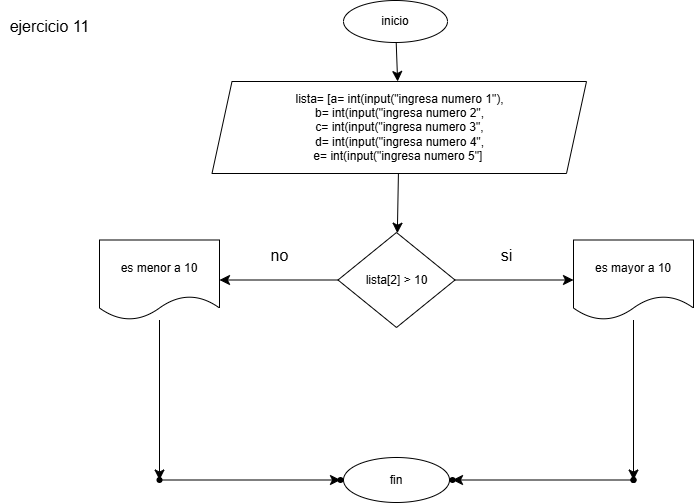 ejercicio 11
inicio
lista= [a= int(input("ingresa numero 1"),
b= int(input("ingresa numero 2",
c= int(input("ingresa numero 3",
d= int(input("ingresa numero 4",
e= int(input("ingresa numero 5"]
no
si
es menor a 10
lista[2] > 10
es mayor a 10
fin